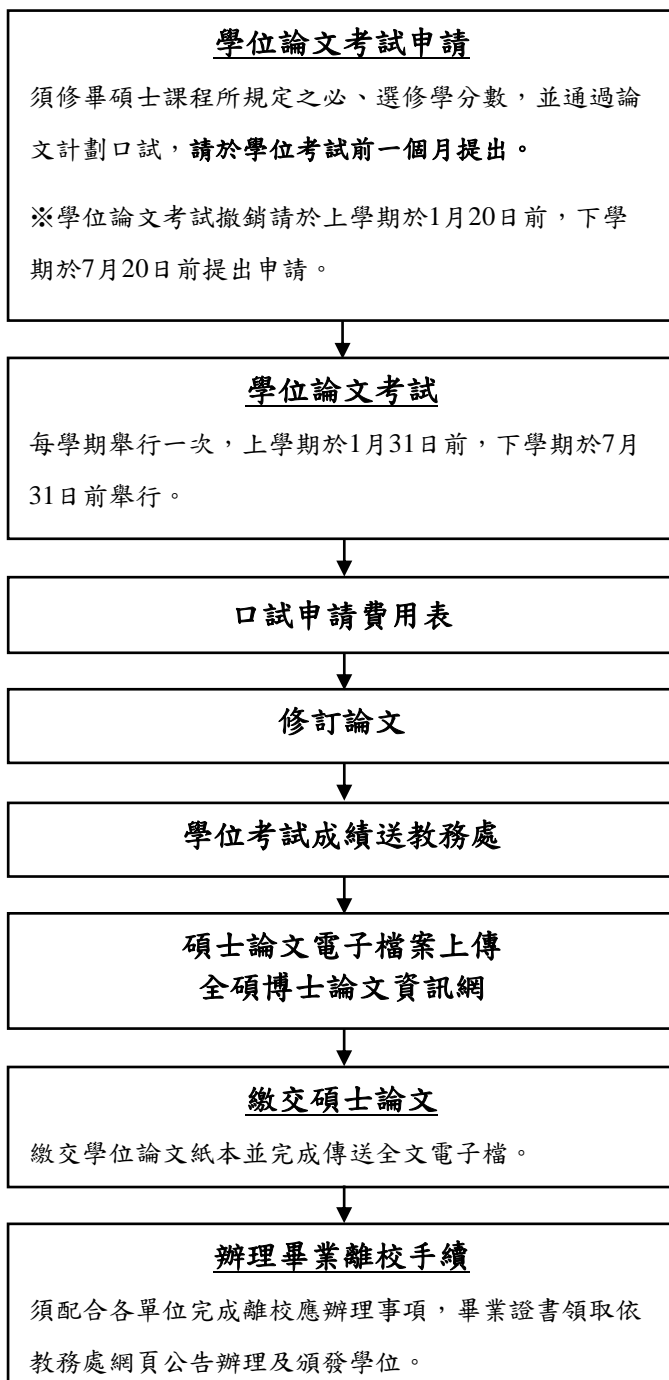 學位論文考試申請
須修畢碩士課程所規定之必、選修學分數，並通過論
文計劃口試，請於學位考試前一個月提出。
※學位論文考試撤銷請於上學期於1月20日前，下學
期於7月20日前提出申請。
學位論文考試
每學期舉行一次，上學期於1月31日前，下學期於7月
31日前舉行。
口試申請費用表
修訂論文
學位考試成績送教務處
碩士論文電子檔案上傳
全碩博士論文資訊網
繳交碩士論文
繳交學位論文紙本並完成傳送全文電子檔。
辦理畢業離校手續
須配合各單位完成離校應辦理事項，畢業證書領取依
教務處網頁公告辦理及頒發學位。